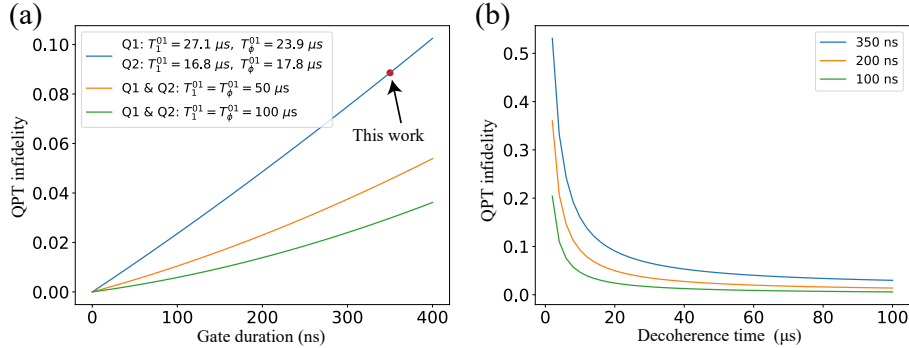 (a)
QPT infidelity
0.10
0.08
0.06
0.04
0.02
0.00
Q1: T₁⁰¹ = 27.1 μs, T_ϕ⁰¹ = 23.9 μs
Q2: T₁⁰¹ = 16.8 μs, T_ϕ⁰¹ = 17.8 μs
Q1 & Q2: T₁⁰¹ = T_ϕ⁰¹ = 50 μs
Q1 & Q2: T₁⁰¹ = T_ϕ⁰¹ = 100 μs
This work
0 100 200 300 400
Gate duration (ns)
(b)
QPT infidelity
0.5
0.4
0.3
0.2
0.1
0.0
350 ns
200 ns
100 ns
0 20 40 60 80 100
Decoherence time (μs)